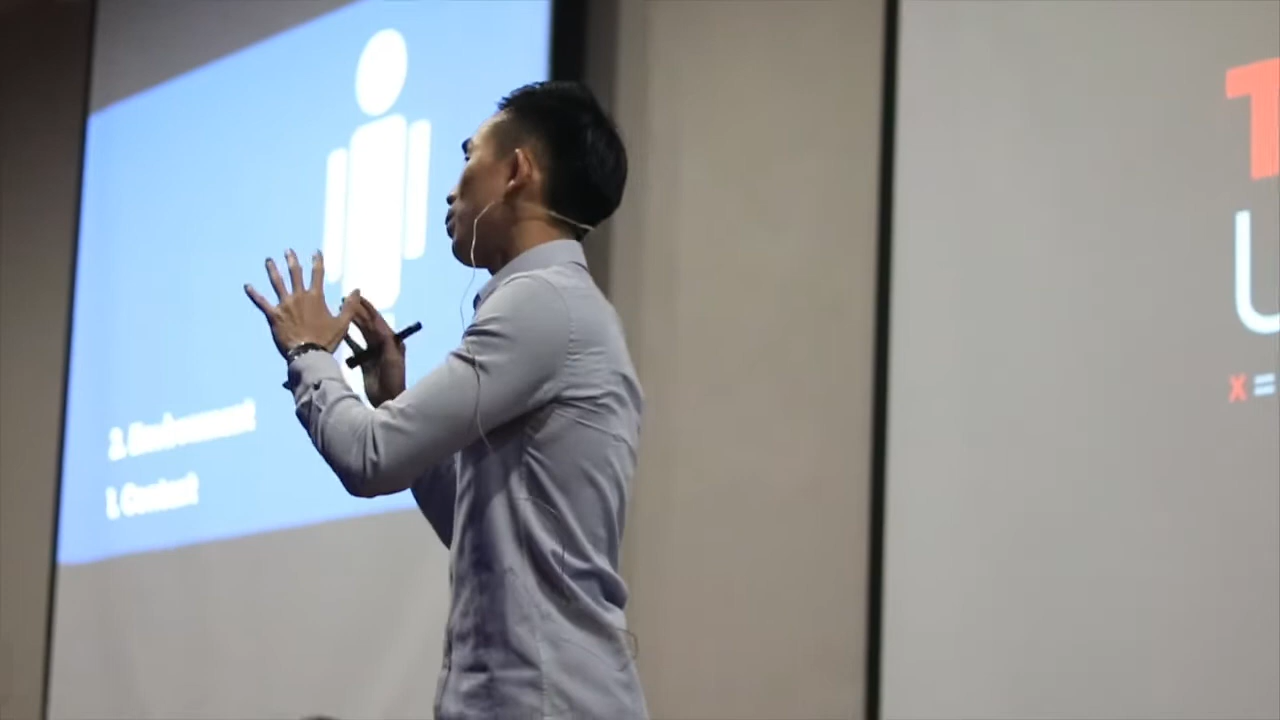 2. Environment
1. Content
T
U
x =